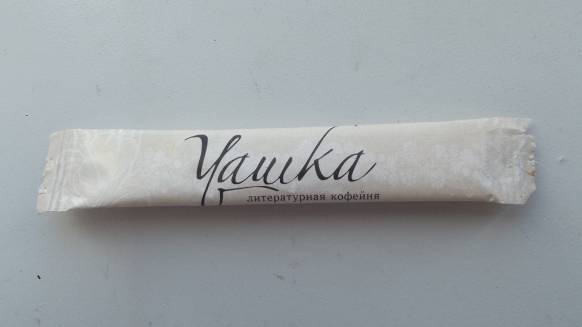 Чашка
литературная кофейня